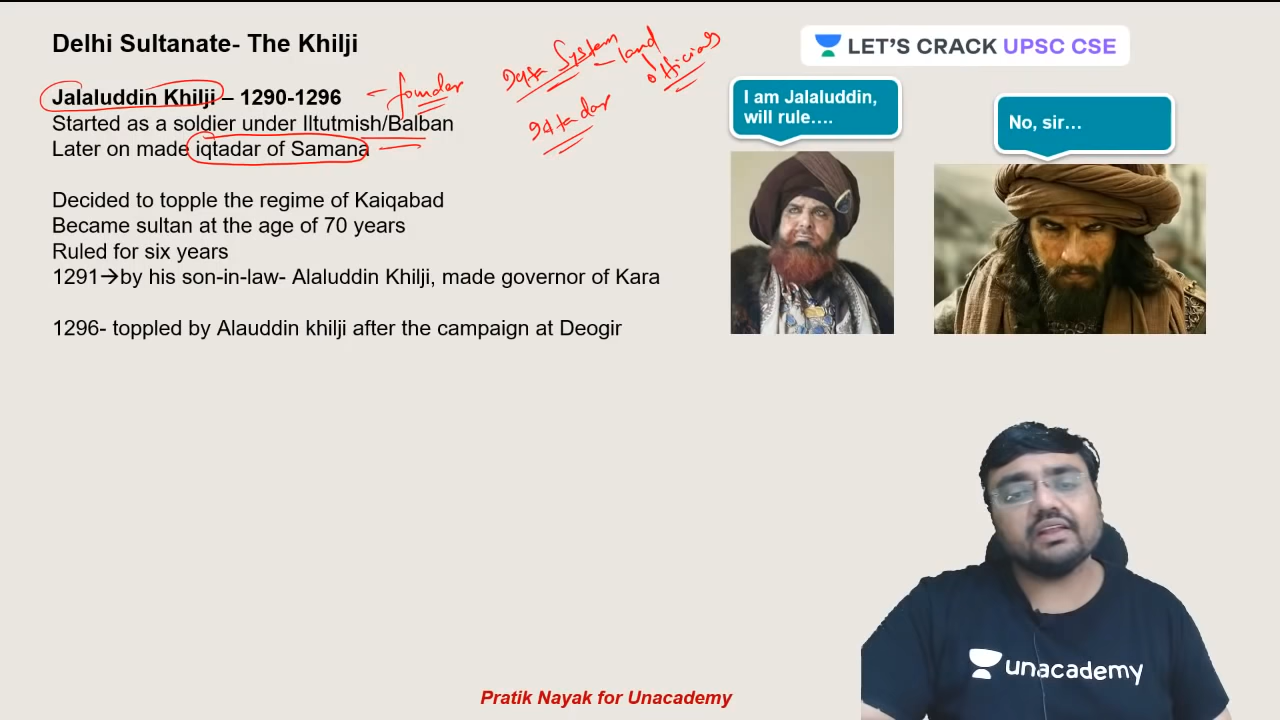 Delhi Sultanate- The Khilji
LET'S CRACK UPSC CSE
Jalaluddin Khilji – 1290-1296
– founder
Iqta System – land
officials
iqtadar
Started as a soldier under Iltutmish/Balban
Later on made iqtadar of Samana
I am Jalaluddin,
will rule....
No, sir...
Decided to topple the regime of Kaiqabad
Became sultan at the age of 70 years
Ruled for six years
1291→by his son-in-law- Alaluddin Khilji, made governor of Kara
1296- toppled by Alauddin khilji after the campaign at Deogir
unacademy
Pratik Nayak for Unacademy